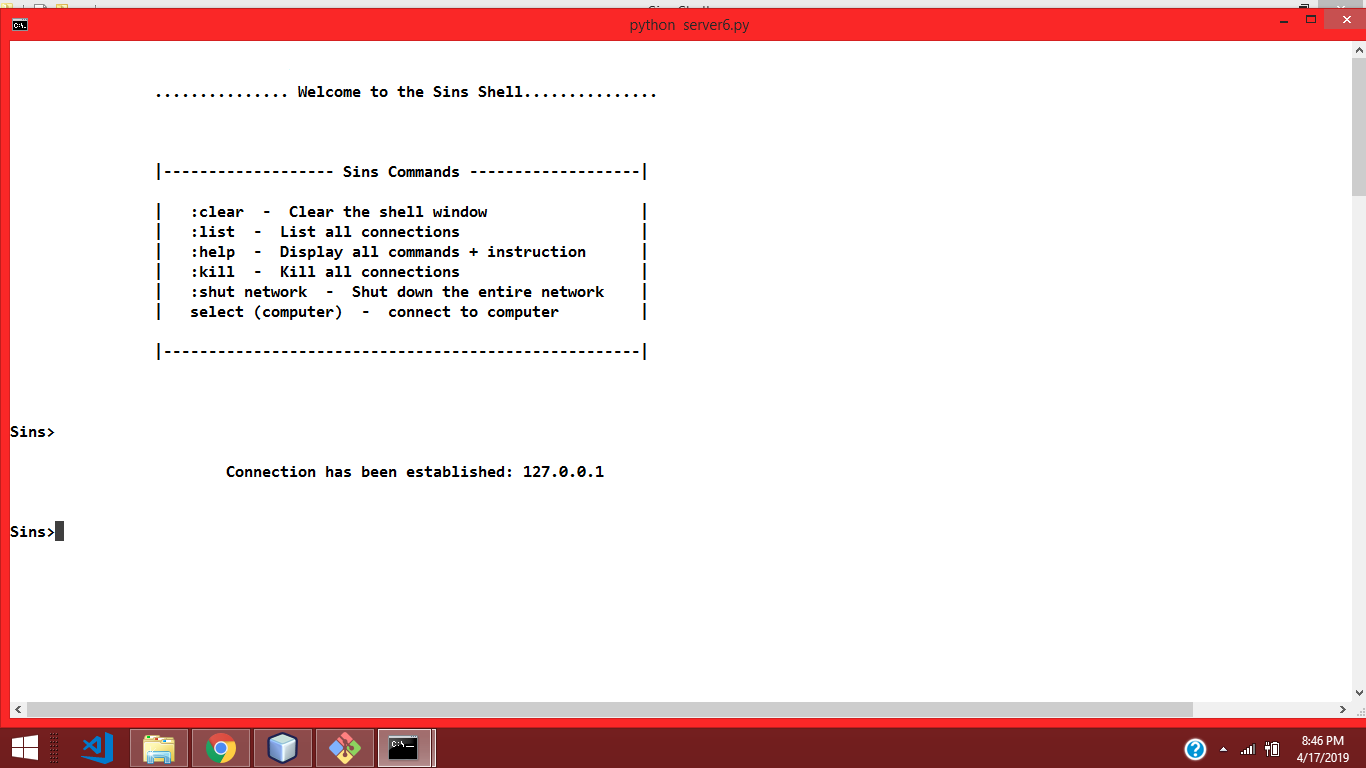 python server6.py
............... Welcome to the Sins Shell...............
|------------------- Sins Commands -------------------|
| :clear - Clear the shell window |
| :list - List all connections |
| :help - Display all commands + instruction |
| :kill - Kill all connections |
| :shut network - Shut down the entire network |
| select (computer) - connect to computer |
|-----------------------------------------------------|
Sins>
Connection has been established: 127.0.0.1
Sins>
8:46 PM
4/17/2019